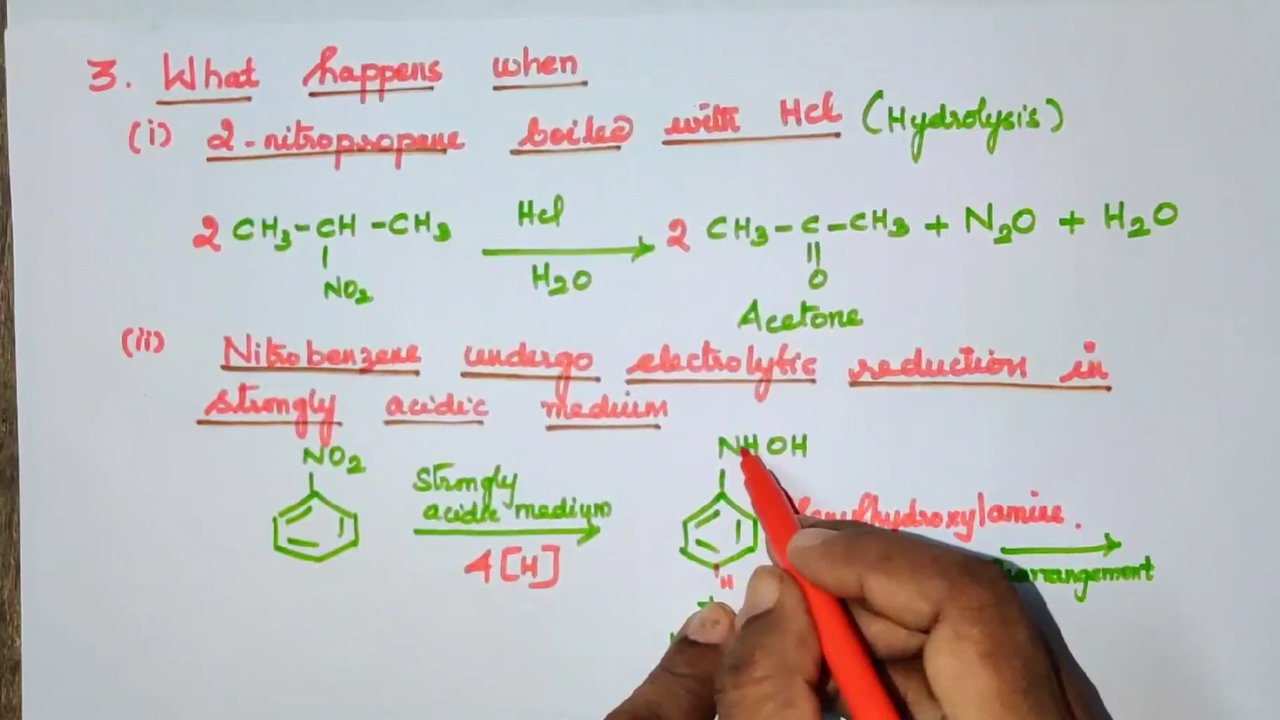 3. What happens when
(i) 2-nitropropane boiled with Hcl (Hydrolysis)
2 CH₃-CH-CH₃ Hcl 2 CH₃-C-CH₃ + N₂O + H₂O
NO₂ H₂O O
Acetone
(ii) Nitrobenzene undergo electrolytic reduction in
strongly acidic medium
NO₂ NHOH
Strongly
acidic medium
4[H] H